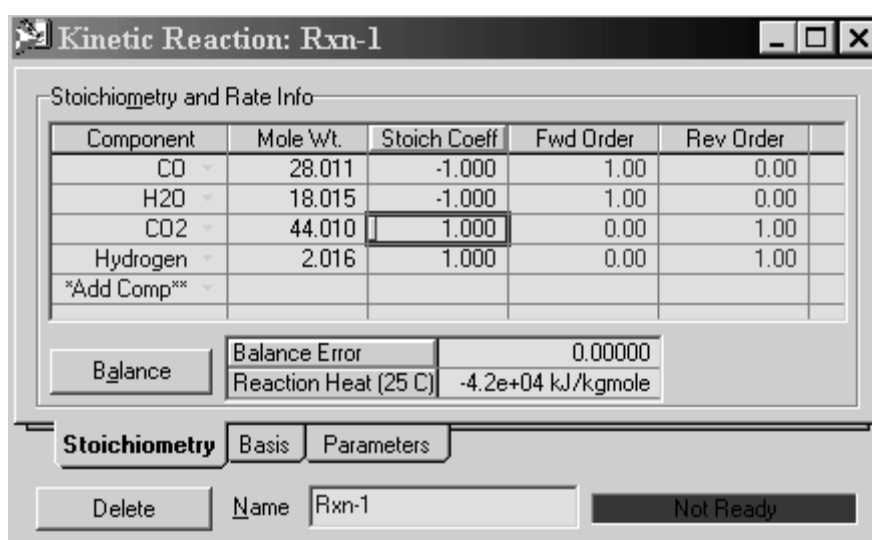 Kinetic Reaction: Rxn-1
Stoichiometry and Rate Info
Component Mole Wt. Stoich Coeff Fwd Order Rev Order
CO 28.011 -1.000 1.00 0.00
H2O 18.015 -1.000 1.00 0.00
CO2 44.010 1.000 0.00 1.00
Hydrogen 2.016 1.000 0.00 1.00
*Add Comp**
Balance
Balance Error 0.00000
Reaction Heat (25 C) -4.2e+04 kJ/kgmole
Stoichiometry Basis Parameters
Delete Name Rxn-1 Not Ready